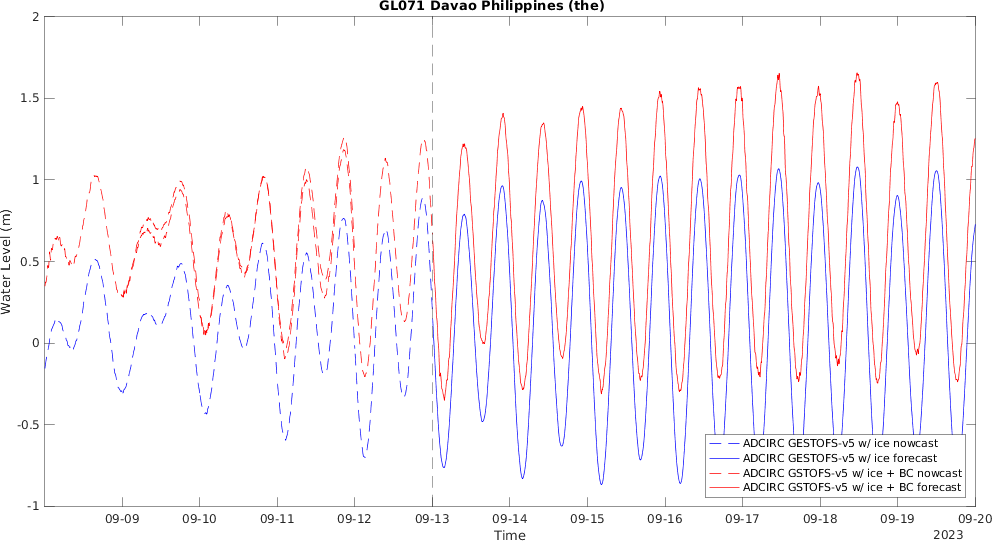 GL071 Davao Philippines (the)
2
1.5
1
0.5
0
-0.5
-1
Water Level (m)
ADCIRC GESTOFS-v5 w/ ice nowcast
ADCIRC GESTOFS-v5 w/ ice forecast
ADCIRC GSTOFS-v5 w/ ice + BC nowcast
ADCIRC GSTOFS-v5 w/ ice + BC forecast
09-09 09-10 09-11 09-12 09-13 09-14 09-15 09-16 09-17 09-18 09-19 09-20
Time
2023